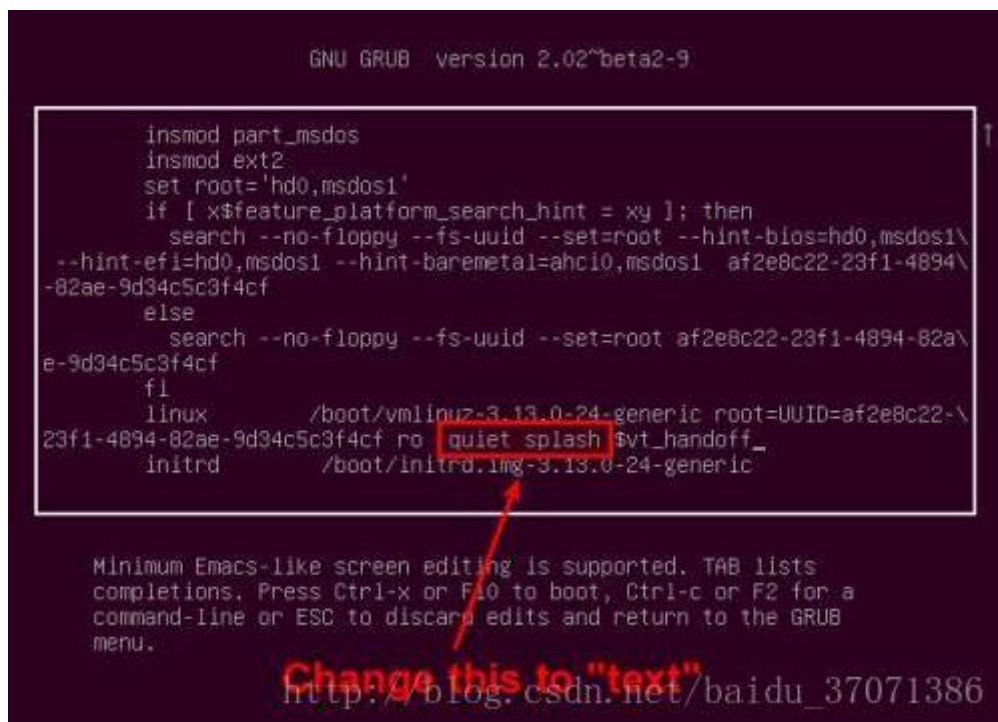 GNU GRUB version 2.02~beta2-9
insmod part_msdos
insmod ext2
set root='hd0,msdos1'
if [ x$feature_platform_search_hint = xy ]; then
search --no-floppy --fs-uuid --set=root --hint-bios=hd0,msdos1\
--hint-efi=hd0,msdos1 --hint-baremetal=ahci0,msdos1 af2e8c22-23f1-4894\
-82ae-9d34c5c3f4cf
else
search --no-floppy --fs-uuid --set=root af2e8c22-23f1-4894-82a\
e-9d34c5c3f4cf
fi
linux /boot/vmlinuz-3.13.0-24-generic root=UUID=af2e8c22-\
23f1-4894-82ae-9d34c5c3f4cf ro quiet splash $vt_handoff_
initrd /boot/initrd.img-3.13.0-24-generic
Minimum Emacs-like screen editing is supported. TAB lists
completions. Press Ctrl-x or F10 to boot, Ctrl-c or F2 for a
command-line or ESC to discard edits and return to the GRUB
menu.
Change this to "text"
http://blog.csdn.net/baidu_37071386